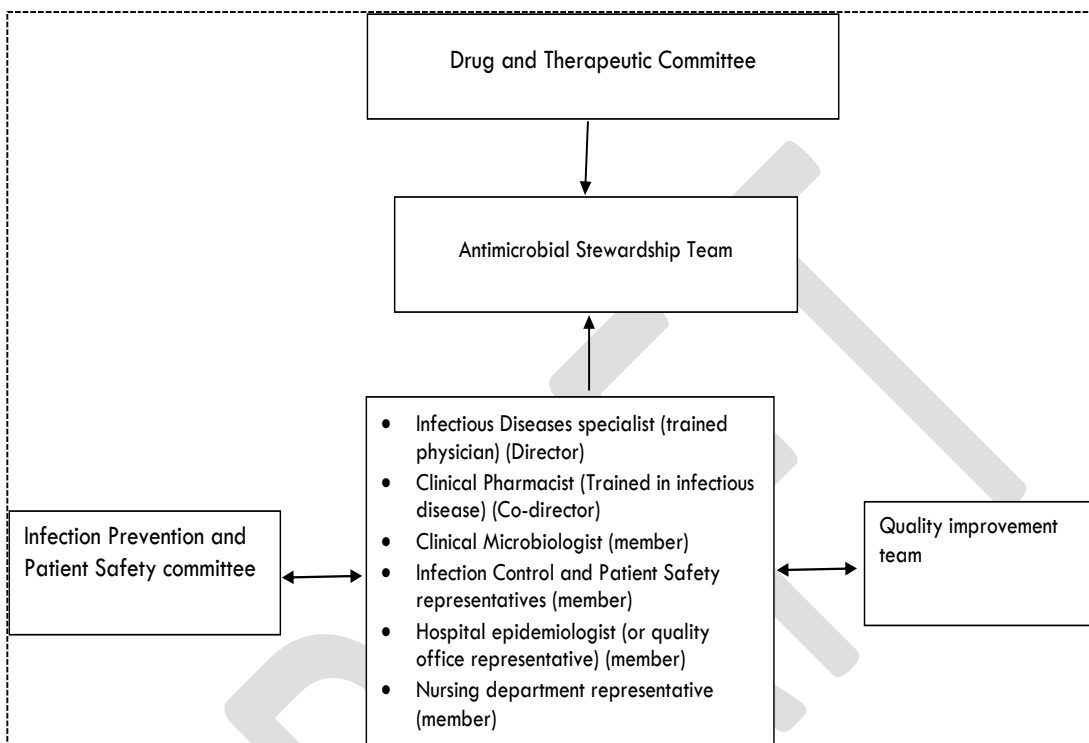 Drug and Therapeutic Committee
Antimicrobial Stewardship Team
• Infectious Diseases specialist (trained
physician) (Director)
• Clinical Pharmacist (Trained in infectious
disease) (Co-director)
• Clinical Microbiologist (member)
• Infection Control and Patient Safety
representatives (member)
• Hospital epidemiologist (or quality
office representative) (member)
• Nursing department representative
(member)
Infection Prevention and
Patient Safety committee
Quality improvement
team